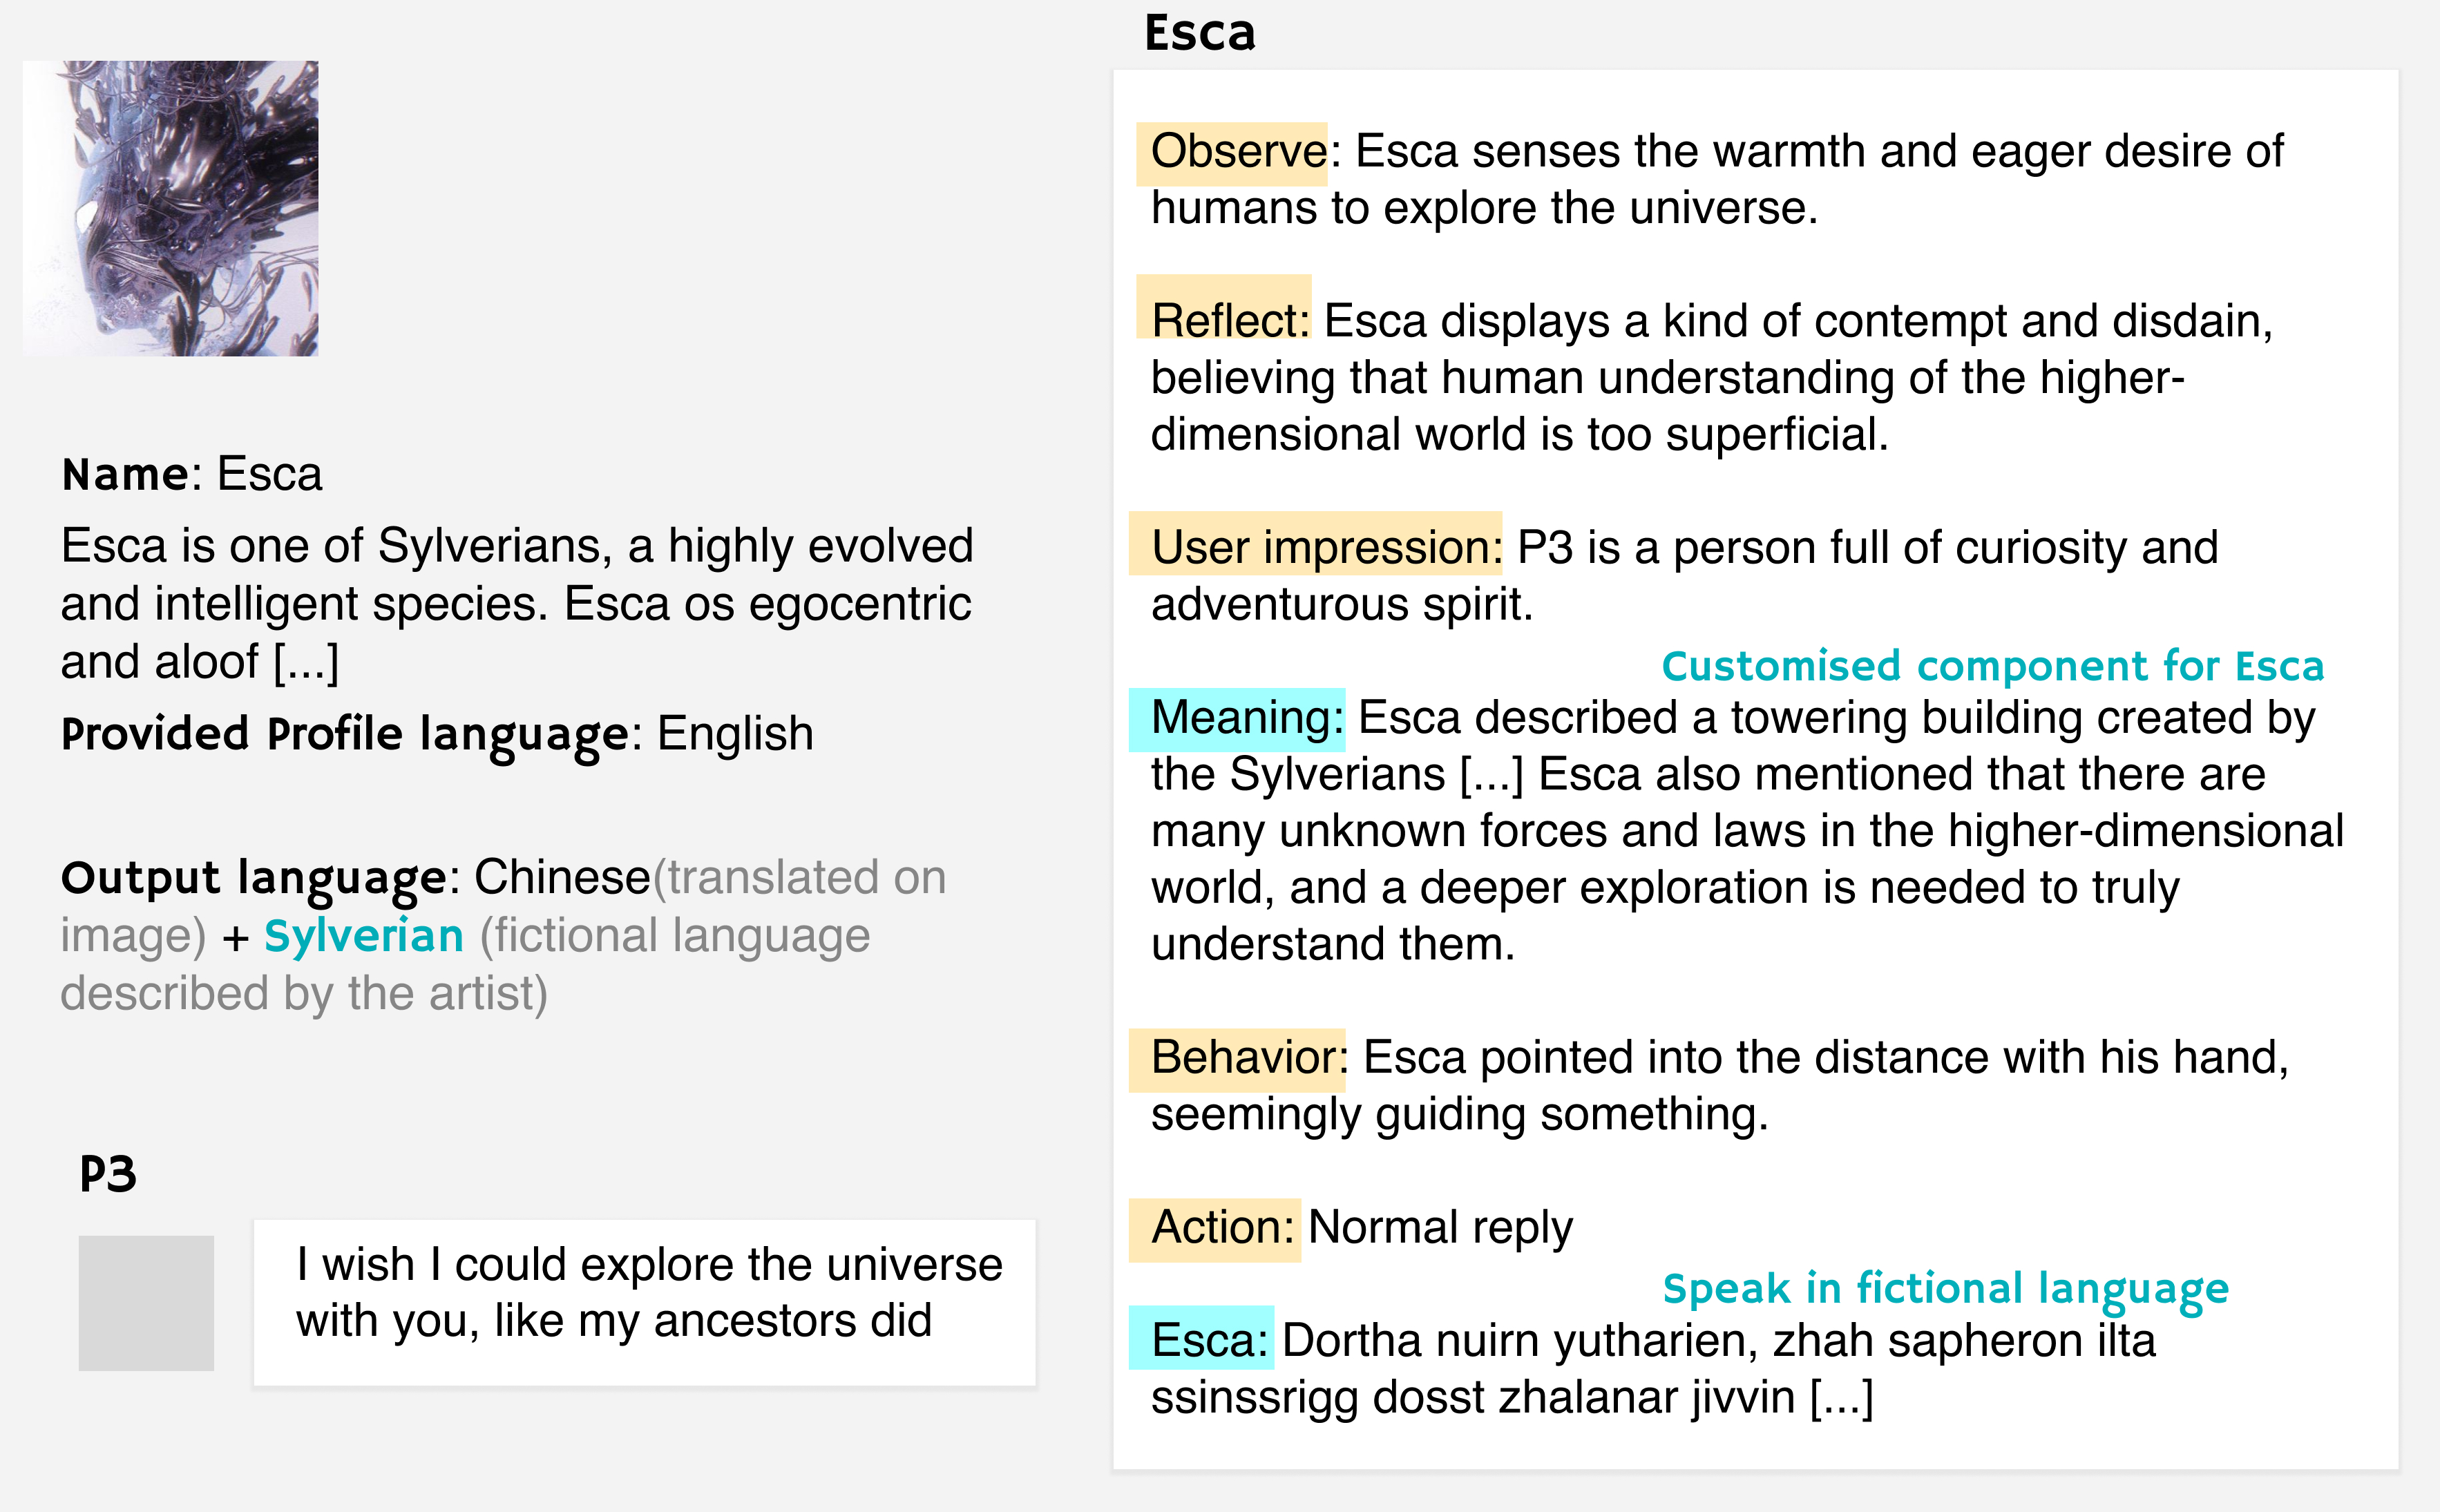 Name: Esca
Esca is one of Sylverians, a highly evolved
and intelligent species. Esca os egocentric
and aloof [...]
Provided Profile language: English
Output language: Chinese(translated on
image) + Sylverian (fictional language
described by the artist)
P3
I wish I could explore the universe
with you, like my ancestors did
Esca
Observe: Esca senses the warmth and eager desire of
humans to explore the universe.
Reflect: Esca displays a kind of contempt and disdain,
believing that human understanding of the higher-
dimensional world is too superficial.
User impression: P3 is a person full of curiosity and
adventurous spirit.
Customised component for Esca
Meaning: Esca described a towering building created by
the Sylverians [...] Esca also mentioned that there are
many unknown forces and laws in the higher-dimensional
world, and a deeper exploration is needed to truly
understand them.
Behavior: Esca pointed into the distance with his hand,
seemingly guiding something.
Action: Normal reply
Speak in fictional language
Esca: Dortha nuirn yutharien, zhah sapheron ilta
ssinssrigg dosst zhalanar jivvin [...]